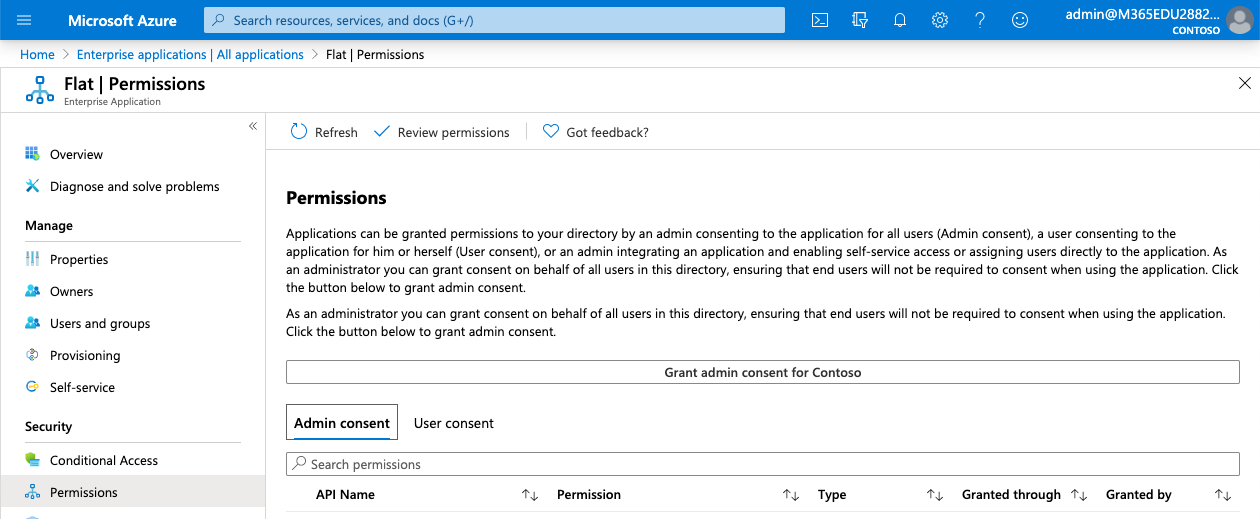 Microsoft Azure
Search resources, services, and docs (G+/)
admin@M365EDU2882...
CONTOSO
Home > Enterprise applications | All applications > Flat | Permissions
Flat | Permissions
Enterprise Application
Refresh
Review permissions
Got feedback?
Overview
Diagnose and solve problems
Manage
Properties
Owners
Users and groups
Provisioning
Self-service
Security
Conditional Access
Permissions
Permissions
Applications can be granted permissions to your directory by an admin consenting to the application for all users (Admin consent), a user consenting to the
application for him or herself (User consent), or an admin integrating an application and enabling self-service access or assigning users directly to the application. As
an administrator you can grant consent on behalf of all users in this directory, ensuring that end users will not be required to consent when using the application. Click
the button below to grant admin consent.
As an administrator you can grant consent on behalf of all users in this directory, ensuring that end users will not be required to consent when using the application.
Click the button below to grant admin consent.
Grant admin consent for Contoso
Admin consent
User consent
Search permissions
API Name
Permission
Type
Granted through
Granted by